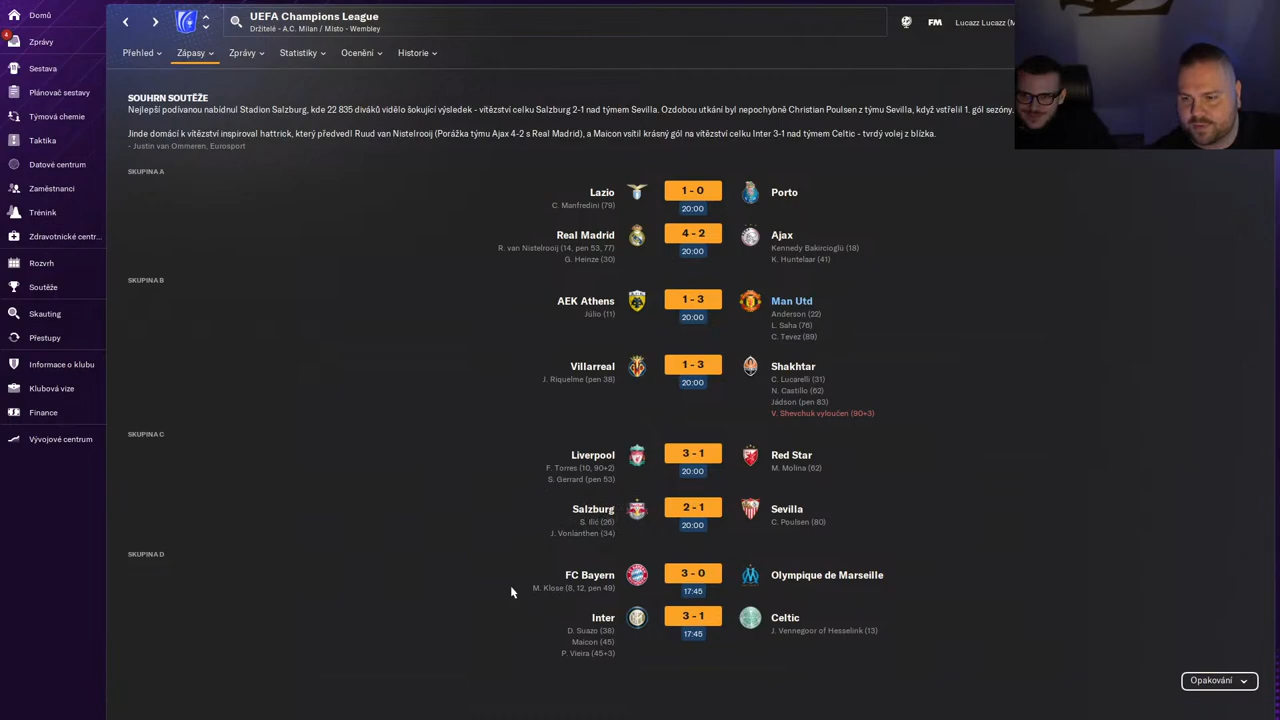 Domů
4
Zprávy
Sestava
Plánovač sestavy
Týmová chemie
Taktika
Datové centrum
Zaměstnanci
Trénink
Zdravotnické centr...
Rozvrh
Soutěže
Skauting
Přestupy
Informace o klubu
Klubová vize
Finance
Vývojové centrum
UEFA Champions League
Držitelé - A.C. Milan / Místo - Wembley
FM
Lucazz Lucazz (M
Přehled
Zápasy
Zprávy
Statistiky
Ocenění
Historie
SOUHRN SOUTĚŽE
Nejlepší podívanou nabídnul Stadion Salzburg, kde 22 835 diváků vidělo šokující výsledek - vítězství celku Salzburg 2-1 nad týmem Sevilla. Ozdobou utkání byl nepochybně Christian Poulsen z týmu Sevilla, když vstřelil 1. gól sezóny.
Jinde domácí k vítězství inspiroval hattrick, který předvedl Ruud van Nistelrooij (Porážka týmu Ajax 4-2 s Real Madrid), a Maicon vsítil krásný gól na vítězství celku Inter 3-1 nad týmem Celtic - tvrdý volej z blízka.
- Justin van Ommeren, Eurosport
SKUPINA A
Lazio 1 - 0 Porto
C. Manfredini (79) 20:00
Real Madrid 4 - 2 Ajax
R. van Nistelrooij (14, pen 53, 77) 20:00 Kennedy Bakircioglü (18)
G. Heinze (30) K. Huntelaar (41)
SKUPINA B
AEK Athens 1 - 3 Man Utd
Júlio (11) 20:00 Anderson (22)
L. Saha (76)
C. Tevez (89)
Villarreal 1 - 3 Shakhtar
J. Riquelme (pen 38) 20:00 C. Lucarelli (31)
N. Castillo (62)
Jádson (pen 83)
V. Shevchuk vyloučen (90+3)
SKUPINA C
Liverpool 3 - 1 Red Star
F. Torres (10, 90+2) 20:00 M. Molina (62)
S. Gerrard (pen 53)
Salzburg 2 - 1 Sevilla
S. Ilić (26) 20:00 C. Poulsen (80)
J. Vonlanthen (34)
SKUPINA D
FC Bayern 3 - 0 Olympique de Marseille
M. Klose (8, 12, pen 49) 17:45
Inter 3 - 1 Celtic
D. Suazo (38) 17:45 J. Vennegoor of Hesselink (13)
Maicon (45)
P. Vieira (45+3)
Opakování